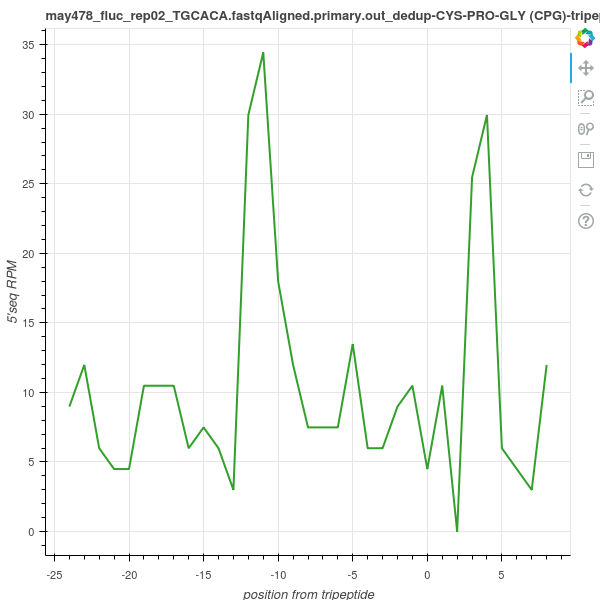 may478_fluc_rep02_TGCACA.fastqAligned.primary.out_dedup-CYS-PRO-GLY (CPG)-tripep
35
30
25
20
15
10
5
0
5'seq RPM
-25 -20 -15 -10 -5 0 5
position from tripeptide